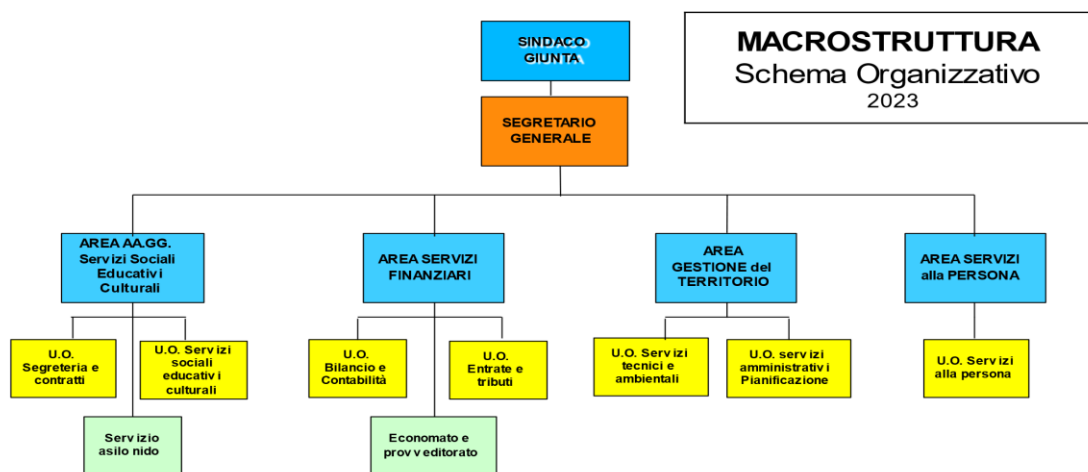 SINDACO
GIUNTA
MACROSTRUTTURA
Schema Organizzativo
2023
SEGRETARIO
GENERALE
AREA AA.GG.
Servizi Sociali
Educativi
Culturali
AREA SERVIZI
FINANZIARI
AREA
GESTIONE del
TERRITORIO
AREA SERVIZI
alla PERSONA
U.O.
Segreteria e
contratti
U.O. Servizi
sociali
educativi
culturali
U.O.
Bilancio e
Contabilità
U.O.
Entrate e
tributi
U.O. Servizi
tecnici e
ambientali
U.O. servizi
amministrativi
Pianificazione
U.O. Servizi
alla persona
Servizio
asilo nido
Economato e
provveditorato